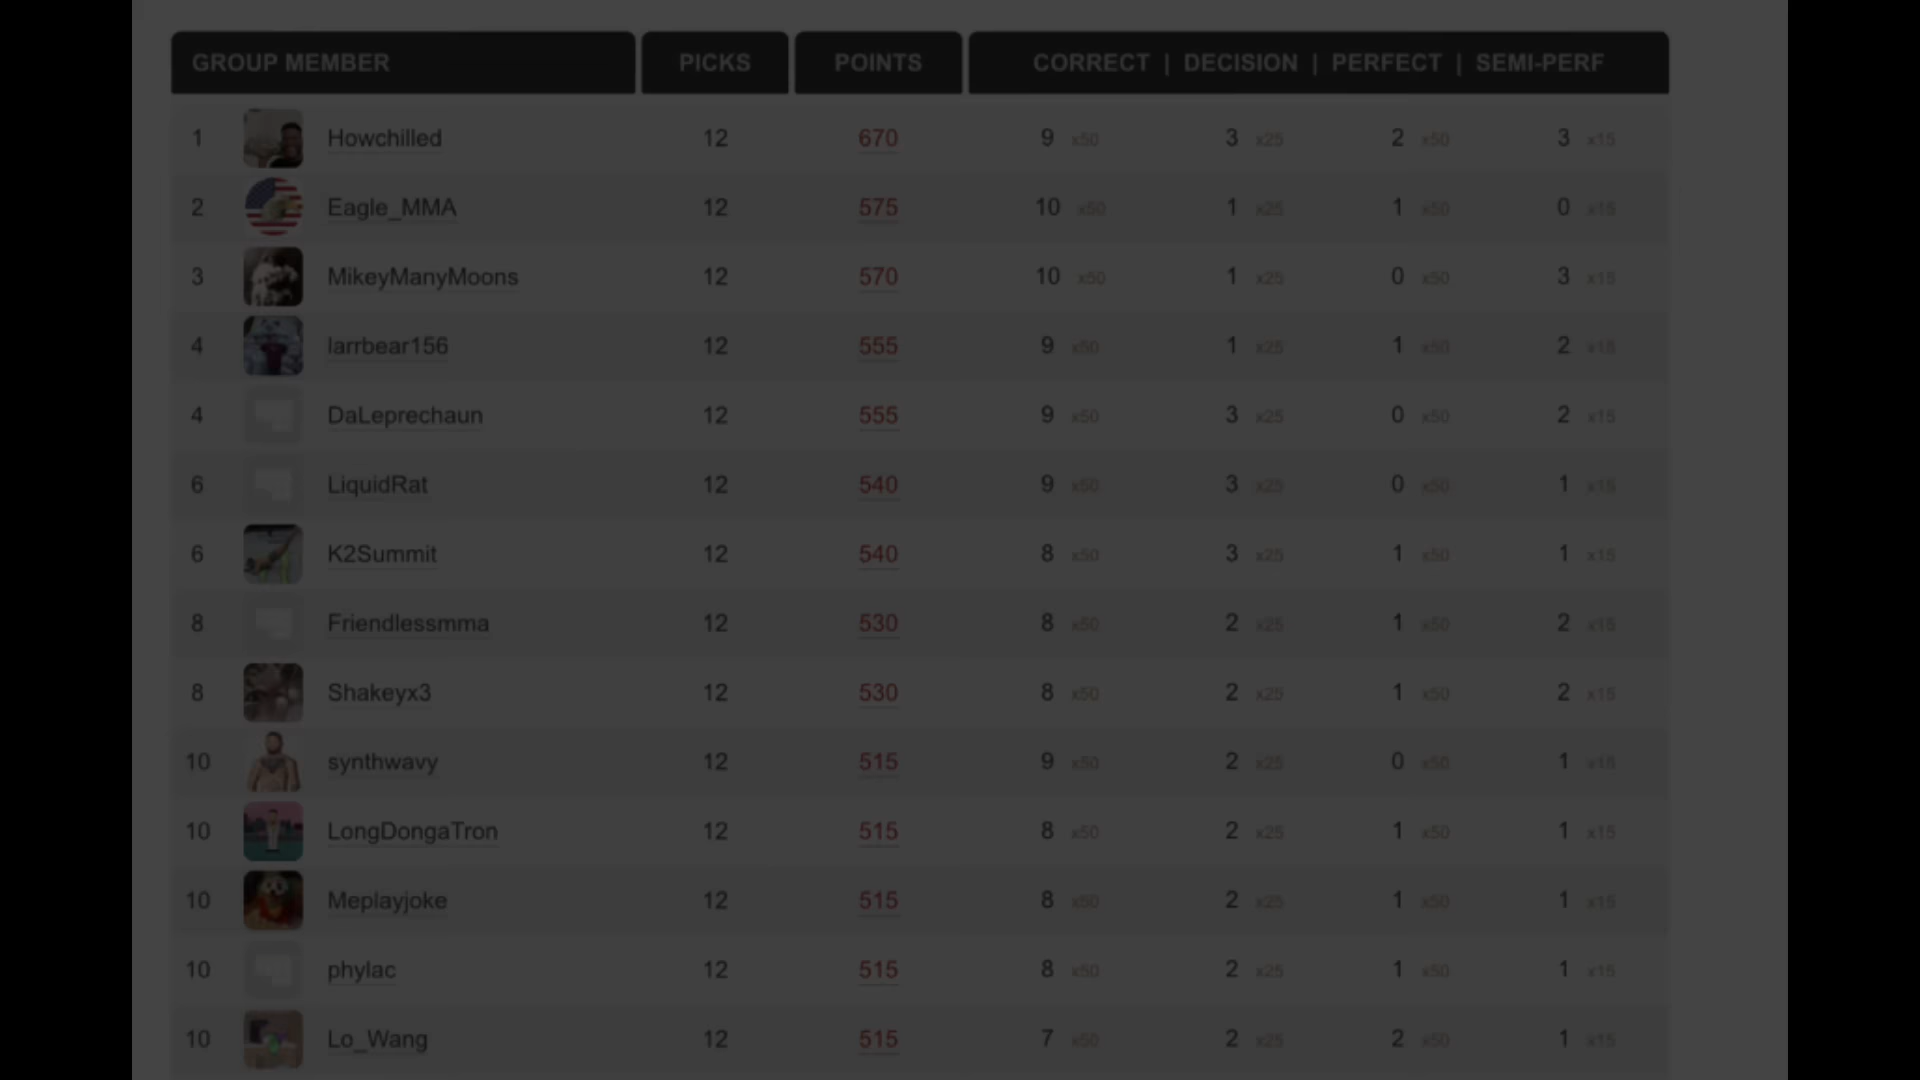 GROUP MEMBER PICKS POINTS CORRECT | DECISION | PERFECT | SEMI-PERF
1 Howchilled 12 670 9 x50 3 x25 2 x50 3 x15
2 Eagle_MMA 12 575 10 x50 1 x25 1 x50 0 x15
3 MikeyManyMoons 12 570 10 x50 1 x25 0 x50 3 x15
4 larrbear156 12 555 9 x50 1 x25 1 x50 2 x15
4 DaLeprechaun 12 555 9 x50 3 x25 0 x50 2 x15
6 LiquidRat 12 540 9 x50 3 x25 0 x50 1 x15
6 K2Summit 12 540 8 x50 3 x25 1 x50 1 x15
8 Friendlessmma 12 530 8 x50 2 x25 1 x50 2 x15
8 Shakeyx3 12 530 8 x50 2 x25 1 x50 2 x15
10 synthwavy 12 515 9 x50 2 x25 0 x50 1 x15
10 LongDongaTron 12 515 8 x50 2 x25 1 x50 1 x15
10 Meplayjoke 12 515 8 x50 2 x25 1 x50 1 x15
10 phylac 12 515 8 x50 2 x25 1 x50 1 x15
10 Lo_Wang 12 515 7 x50 2 x25 2 x50 1 x15